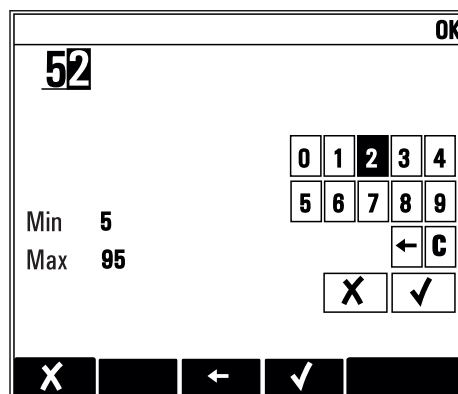 OK
52
0 1 2 3 4
5 6 7 8 9
Min 5
← C
Max 95
✗ ✓
✗ ← ✓